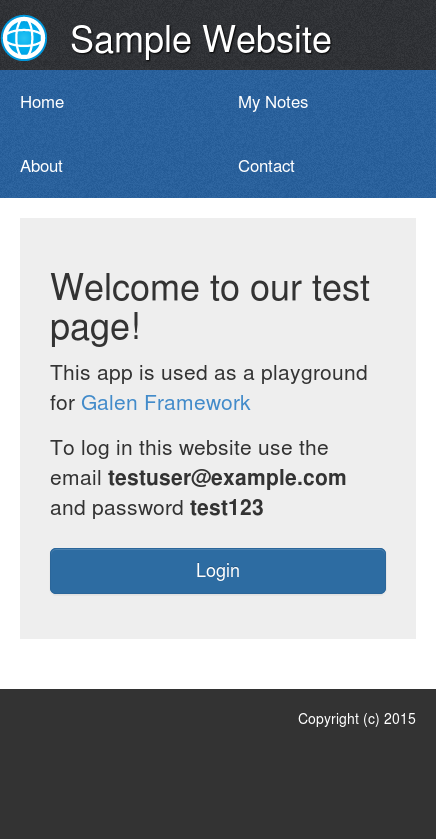 Sample Website
Home My Notes
About Contact
Welcome to our test
page!
This app is used as a playground
for Galen Framework
To log in this website use the
email testuser@example.com
and password test123
Login
Copyright (c) 2015